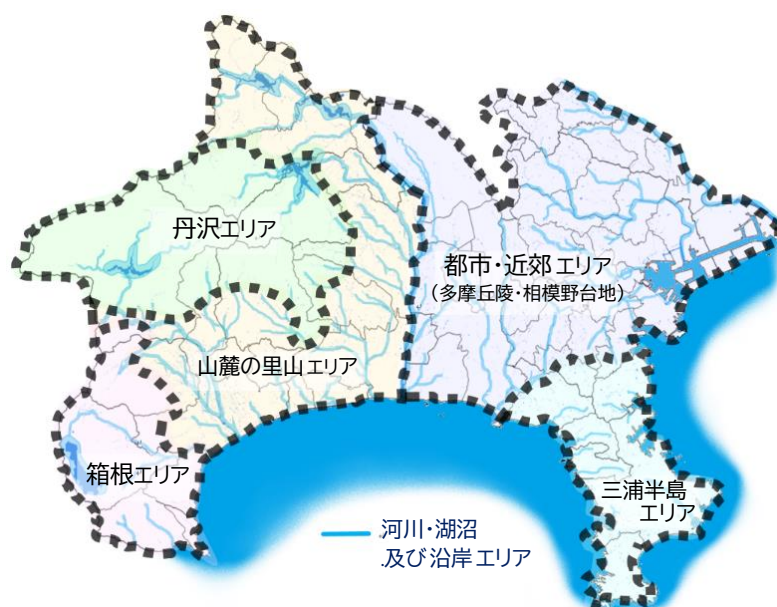 丹沢エリア
都市・近郊エリア
(多摩丘陵・相模野台地)
山麓の里山エリア
箱根エリア
三浦半島
エリア
河川・湖沼
.及び沿岸エリア